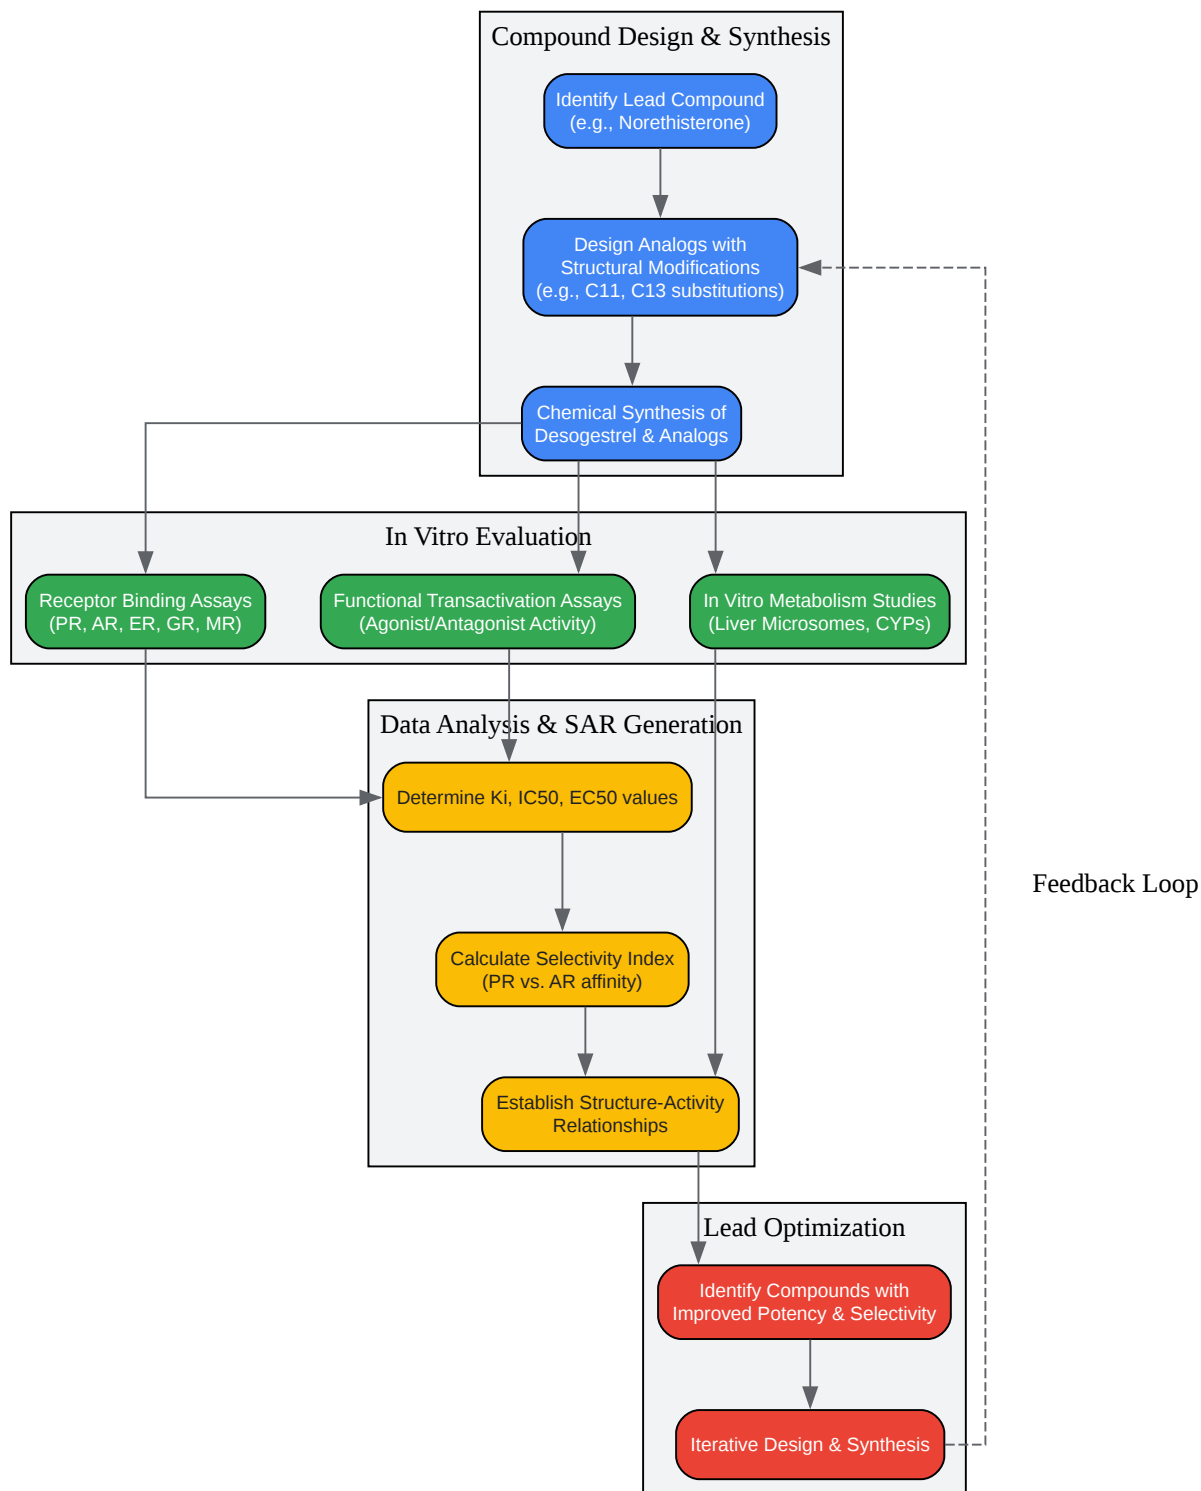 Compound Design & Synthesis
Identify Lead Compound
(e.g., Norethisterone)
Design Analogs with
Structural Modifications
(e.g., C11, C13 substitutions)
Chemical Synthesis of
Desogestrel & Analogs
In Vitro Evaluation
Receptor Binding Assays
(PR, AR, ER, GR, MR)
Functional Transactivation Assays
(Agonist/Antagonist Activity)
In Vitro Metabolism Studies
(Liver Microsomes, CYPs)
Data Analysis & SAR Generation
Determine Ki, IC50, EC50 values
Feedback Loop
Calculate Selectivity Index
(PR vs. AR affinity)
Establish Structure-Activity
Relationships
Lead Optimization
Identify Compounds with
Improved Potency & Selectivity
Iterative Design & Synthesis